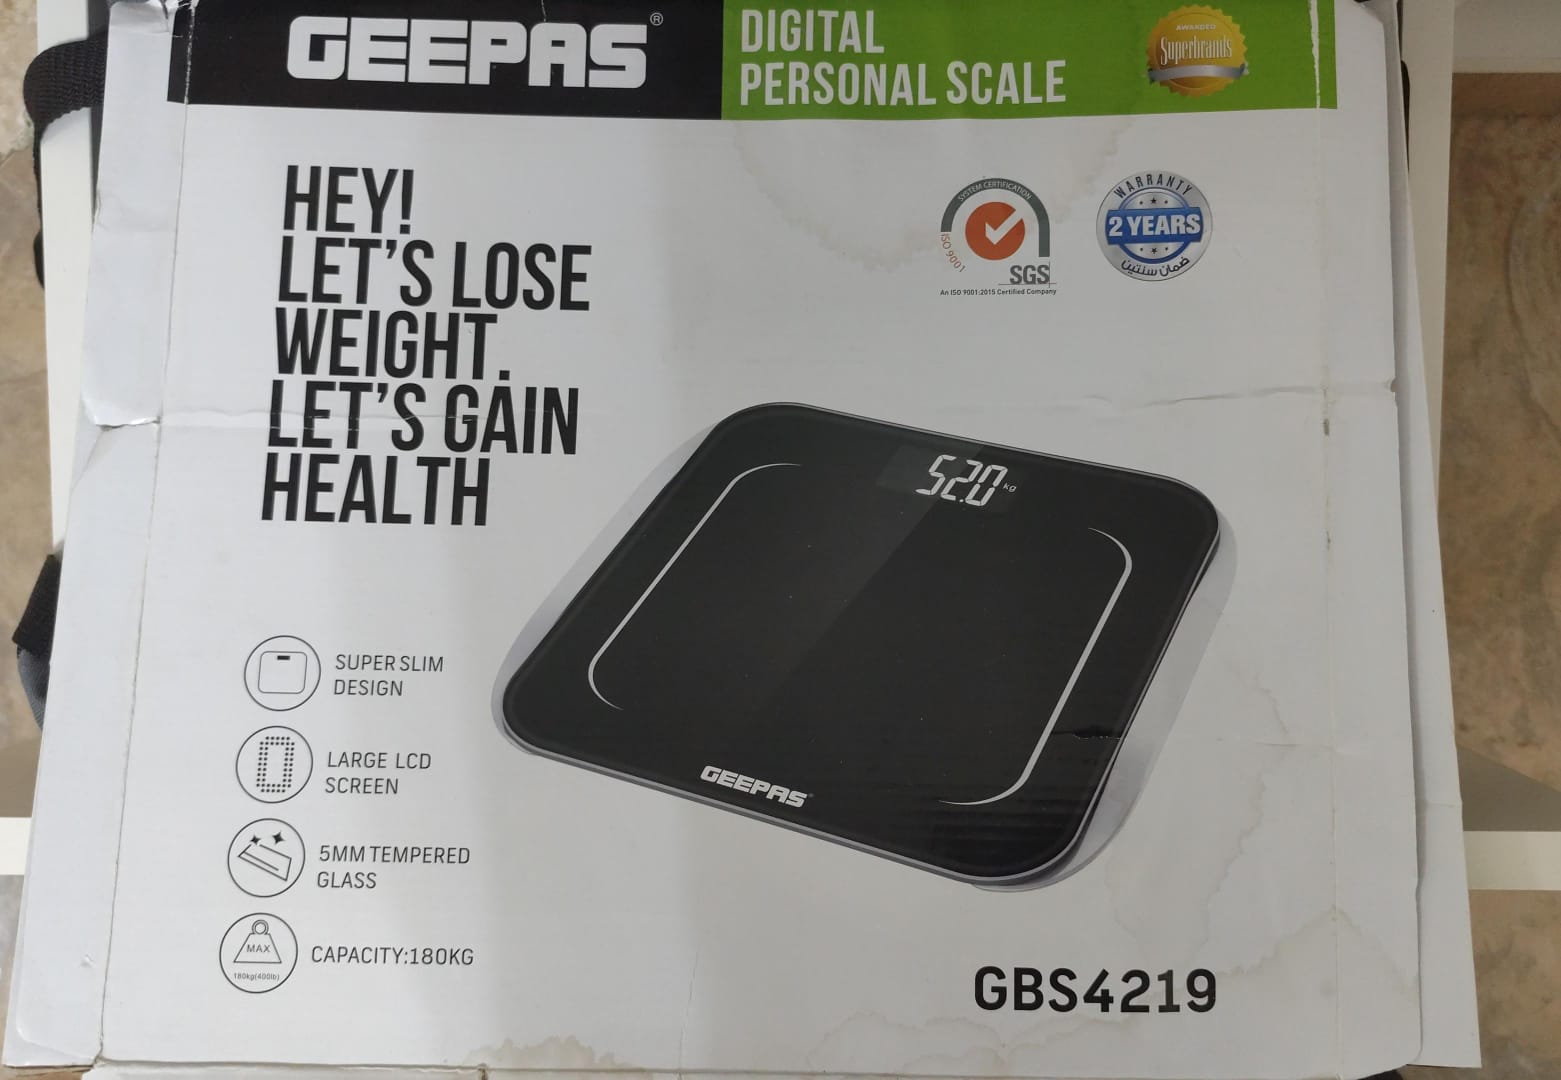 GEEPAS®
DIGITAL
PERSONAL SCALE
AWARDED
Superbrands
HEY!
LET'S LOSE
WEIGHT.
LET'S GAIN
HEALTH
SYSTEM CERTIFICATION
ISO 9001
SGS
An ISO 9001:2015 Certified Company
WARRANTY
2 YEARS
ضمان سنتين
52.0 kg
GEEPAS
SUPER SLIM
DESIGN
LARGE LCD
SCREEN
5MM TEMPERED
GLASS
MAX
180kg(400lb)
CAPACITY:180KG
GBS4219